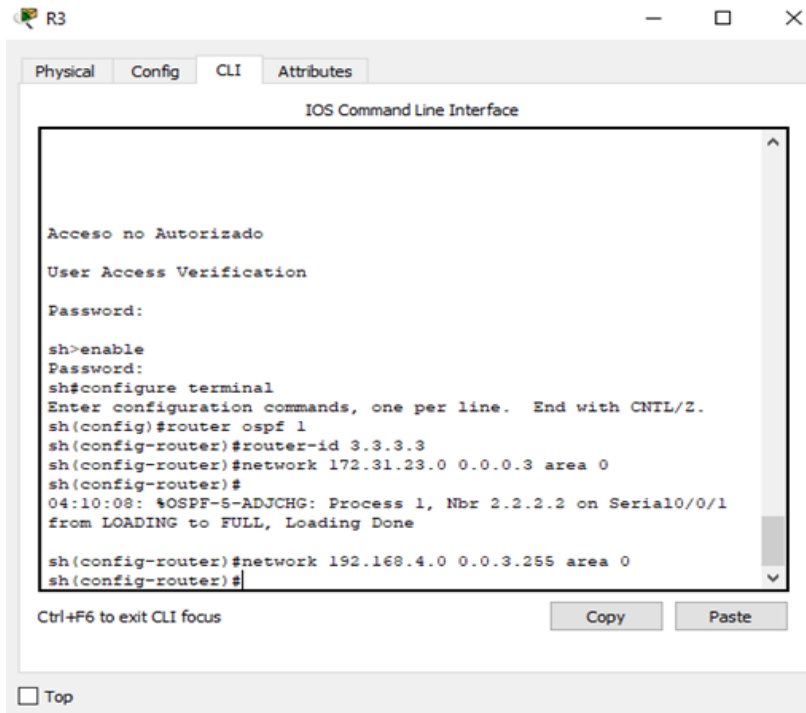 R3
Physical Config CLI Attributes
IOS Command Line Interface
Acceso no Autorizado
User Access Verification
Password:
sh>enable
Password:
sh#configure terminal
Enter configuration commands, one per line.  End with CNTL/Z.
sh(config)#router ospf 1
sh(config-router)#router-id 3.3.3.3
sh(config-router)#network 172.31.23.0 0.0.0.3 area 0
sh(config-router)#
04:10:08: %OSPF-5-ADJCHG: Process 1, Nbr 2.2.2.2 on Serial0/0/1
from LOADING to FULL, Loading Done
sh(config-router)#network 192.168.4.0 0.0.3.255 area 0
sh(config-router)#
Ctrl+F6 to exit CLI focus Copy Paste
Top